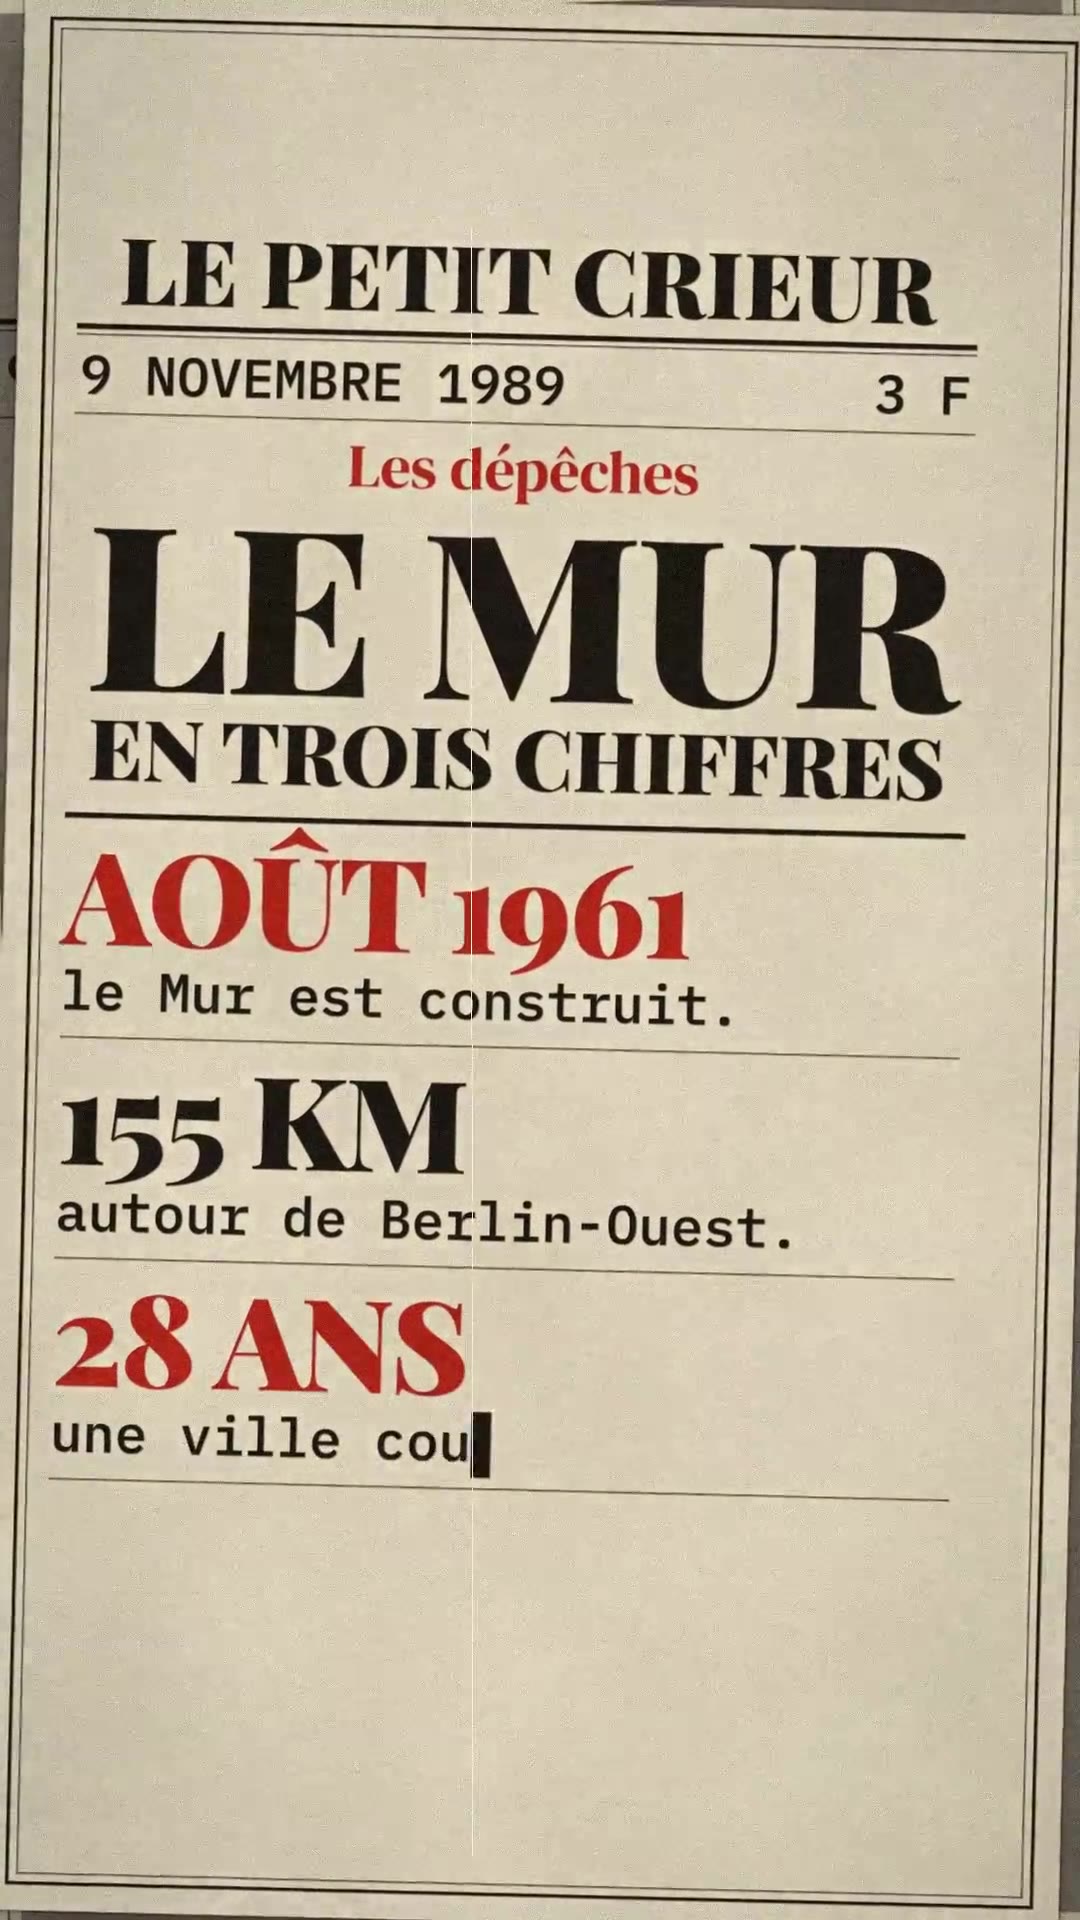 LE PETIT CRIEUR
9 NOVEMBRE 1989 3 F
Les dépêches
LE MUR
EN TROIS CHIFFRES
AOÛT 1961
le Mur est construit.
155 KM
autour de Berlin-Ouest.
28 ANS
une ville cou